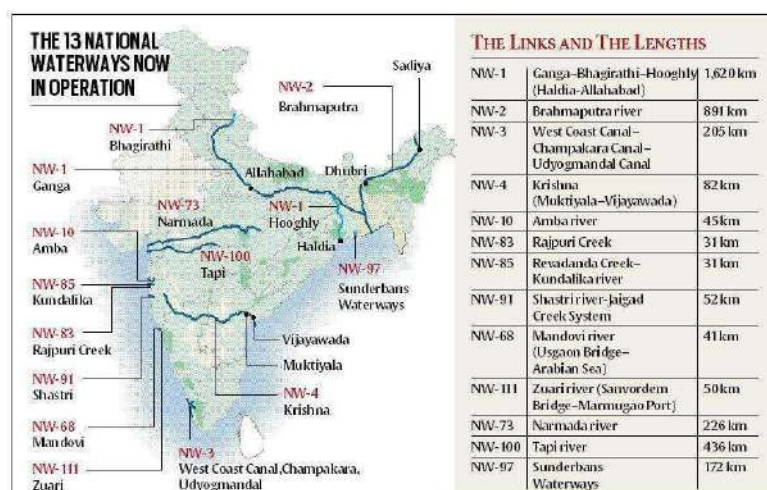 THE 13 NATIONAL
WATERWAYS NOW
IN OPERATION
Sadiya
NW-2
Brahmaputra
NW-1
Bhagirathi
NW-1
Ganga
Allahabad
Dhubri
NW-73
Narmada
NW-1
Hooghly
NW-10
Amba
NW-100
Tapi
Haldia
NW-97
Sunderbans
Waterways
NW-85
Kundalika
NW-83
Rajpuri Creek
Vijayawada
Muktiyala
NW-91
Shastri
NW-4
Krishna
NW-68
Mandovi
NW-3
West Coast Canal,Champakara,
Udyogmandal
NW-111
Zuari
THE LINKS AND THE LENGTHS
NW-1 Ganga-Bhagirathi-Hooghly 1,620 km
(Haldia-Allahabad)
NW-2 Brahmaputra river 891 km
NW-3 West Coast Canal– 205 km
Champakara Canal–
Udyogmandal Canal
NW-4 Krishna 82 km
(Muktiyala–Vijayawada)
NW-10 Amba river 45 km
NW-83 Rajpuri Creek 31 km
NW-85 Revadanda Creek– 31 km
Kundalika river
NW-91 Shastri river-Jaigad 52 km
Creek System
NW-68 Mandovi river 41 km
(Usgaon Bridge–
Arabian Sea)
NW-111 Zuari river (Sanvordem 50 km
Bridge–Marmugao Port)
NW-73 Narmada river 226 km
NW-100 Tapi river 436 km
NW-97 Sunderbans 172 km
Waterways